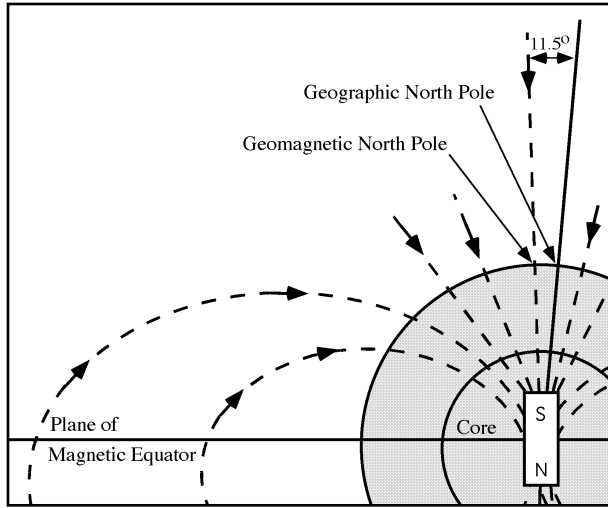 11.5°
Geographic North Pole
Geomagnetic North Pole
Plane of
Magnetic Equator
Core
S
N